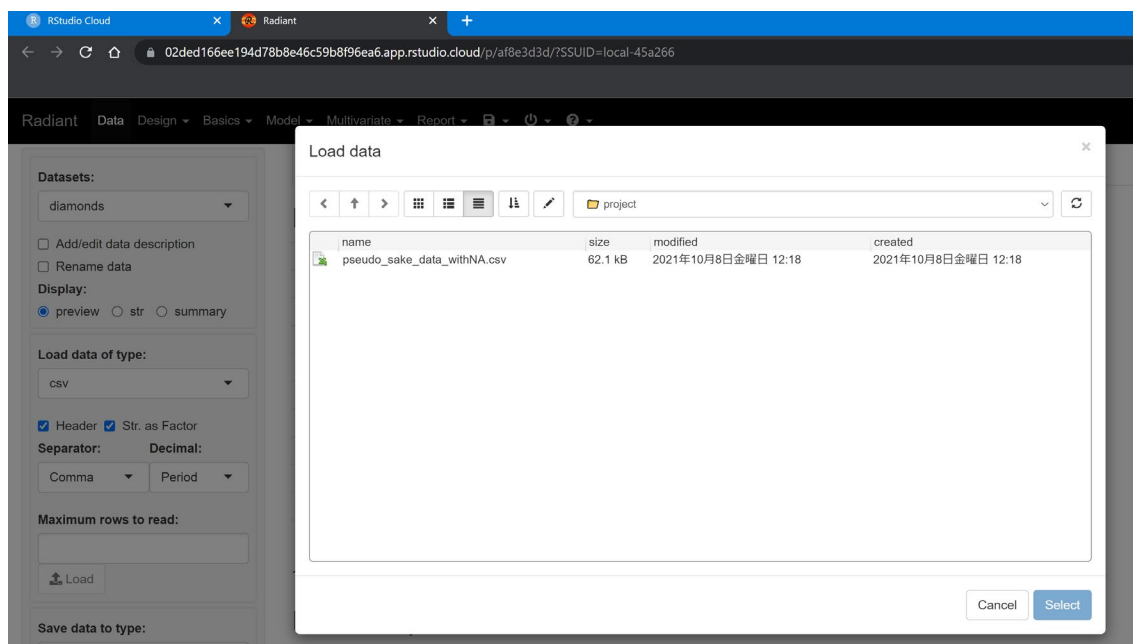 RStudio Cloud
Radiant
02ded166ee194d78b8e46c59b8f96ea6.app.rstudio.cloud/p/af8e3d3d/?SSUID=local-45a266
Radiant Data Design Basics Model Multivariate Report
Load data
Datasets:
diamonds
Add/edit data description
Rename data
Display:
preview str summary
Load data of type:
csv
Header Str. as Factor
Separator: Decimal:
Comma Period
Maximum rows to read:
Load
Save data to type:
project
name size modified created
pseudo_sake_data_withNA.csv 62.1 kB 2021年10月8日金曜日 12:18 2021年10月8日金曜日 12:18
Cancel Select